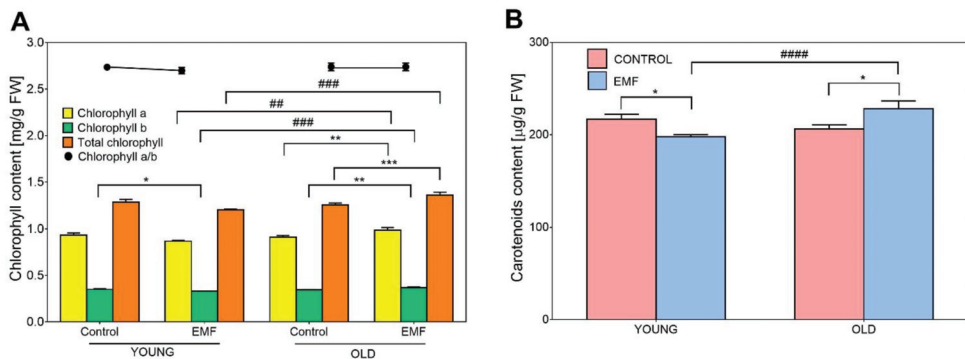 A
Chlorophyll content [mg/g FW]
3.0
2.5
2.0
1.5
1.0
0.5
0.0
Chlorophyll a
Chlorophyll b
Total chlorophyll
Chlorophyll a/b
###
##
###
**
***
*
**
Control
EMF
Control
EMF
YOUNG
OLD
B
Carotenoids content [µg/g FW]
300
200
100
0
CONTROL
EMF
####
*
*
YOUNG
OLD